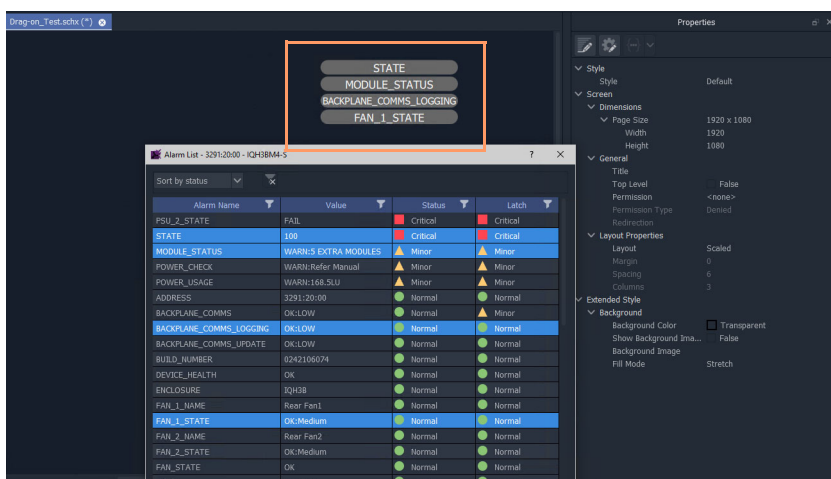 Drag-on_Test.schx (*)
Properties
STATE
MODULE_STATUS
BACKPLANE_COMMS_LOGGING
FAN_1_STATE
Style
Style Default
Screen
Dimensions
Page Size 1920 x 1080
Width 1920
Height 1080
General
Title
Top Level False
Permission <none>
Permission Type Denied
Redirection
Layout Properties
Layout Scaled
Margin 0
Spacing 6
Columns 3
Extended Style
Background
Background Color Transparent
Show Background Ima... False
Background Image
Fill Mode Stretch
Alarm List - 3291:20:00 - IQH3BM4-S ?
Sort by status
Alarm Name Value Status Latch
PSU_2_STATE FAIL Critical Critical
STATE 100 Critical Critical
MODULE_STATUS WARN:5 EXTRA MODULES Minor Minor
POWER_CHECK WARN:Refer Manual Minor Minor
POWER_USAGE WARN:168.5LU Minor Minor
ADDRESS 3291:20:00 Normal Normal
BACKPLANE_COMMS OK:LOW Normal Minor
BACKPLANE_COMMS_LOGGING OK:LOW Normal Normal
BACKPLANE_COMMS_UPDATE OK:LOW Normal Normal
BUILD_NUMBER 0242106074 Normal Normal
DEVICE_HEALTH OK Normal Normal
ENCLOSURE IQH3B Normal Normal
FAN_1_NAME Rear Fan1 Normal Normal
FAN_1_STATE OK:Medium Normal Normal
FAN_2_NAME Rear Fan2 Normal Normal
FAN_2_STATE OK:Medium Normal Normal
FAN_STATE OK Normal Normal